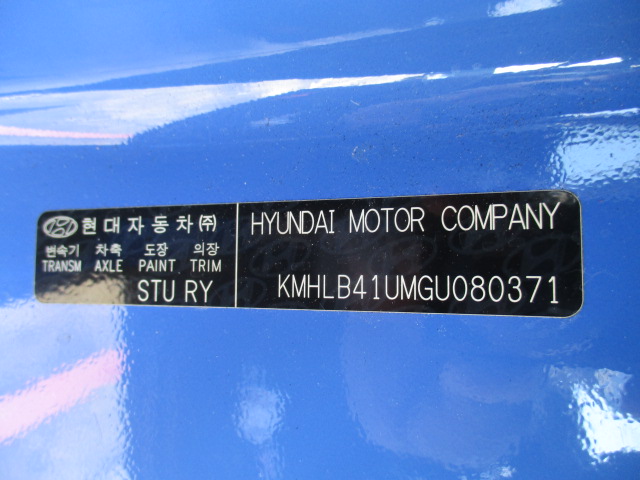 현대자동차(주)
변속기 차축 도장 의장
TRANSM AXLE PAINT TRIM
STU RY
HYUNDAI MOTOR COMPANY
KMHLB41UMGU080371